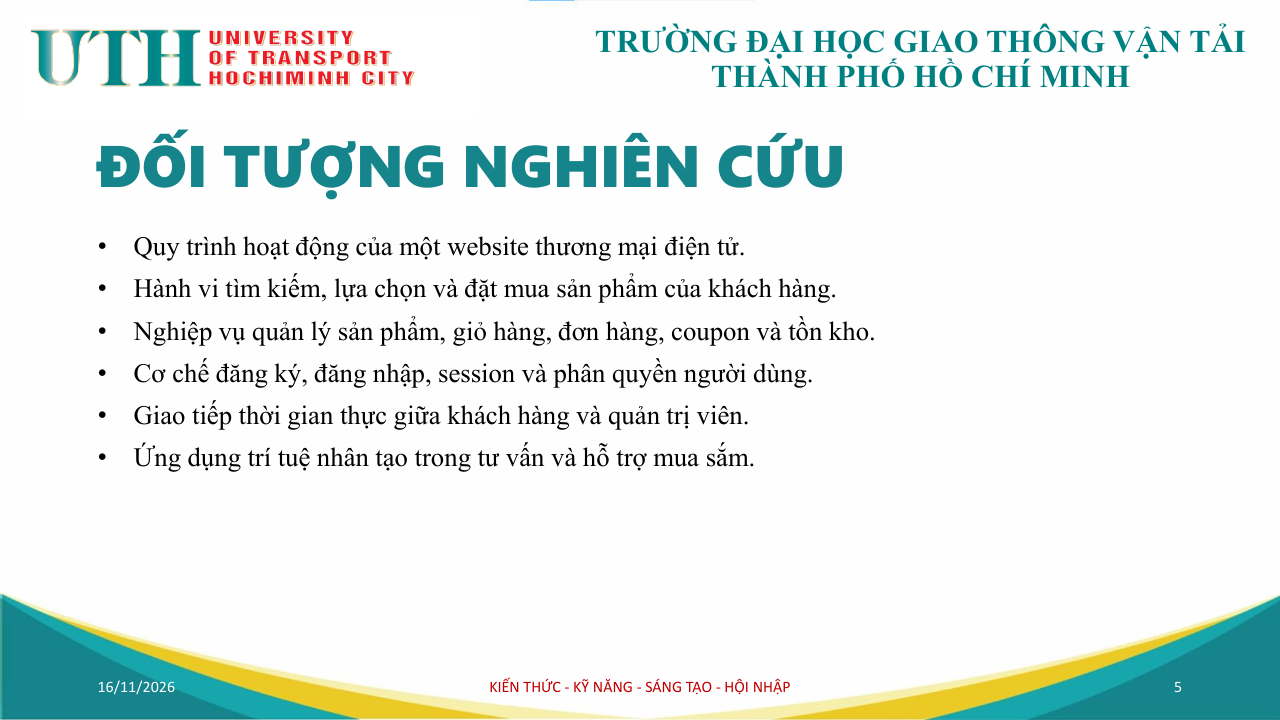 UTH
UNIVERSITY
OF TRANSPORT
HOCHIMINH CITY
TRƯỜNG ĐẠI HỌC GIAO THÔNG VẬN TẢI
THÀNH PHỐ HỒ CHÍ MINH
ĐỐI TƯỢNG NGHIÊN CỨU
• Quy trình hoạt động của một website thương mại điện tử.
• Hành vi tìm kiếm, lựa chọn và đặt mua sản phẩm của khách hàng.
• Nghiệp vụ quản lý sản phẩm, giỏ hàng, đơn hàng, coupon và tồn kho.
• Cơ chế đăng ký, đăng nhập, session và phân quyền người dùng.
• Giao tiếp thời gian thực giữa khách hàng và quản trị viên.
• Ứng dụng trí tuệ nhân tạo trong tư vấn và hỗ trợ mua sắm.
16/11/2026
KIẾN THỨC - KỸ NĂNG - SÁNG TẠO - HỘI NHẬP
5